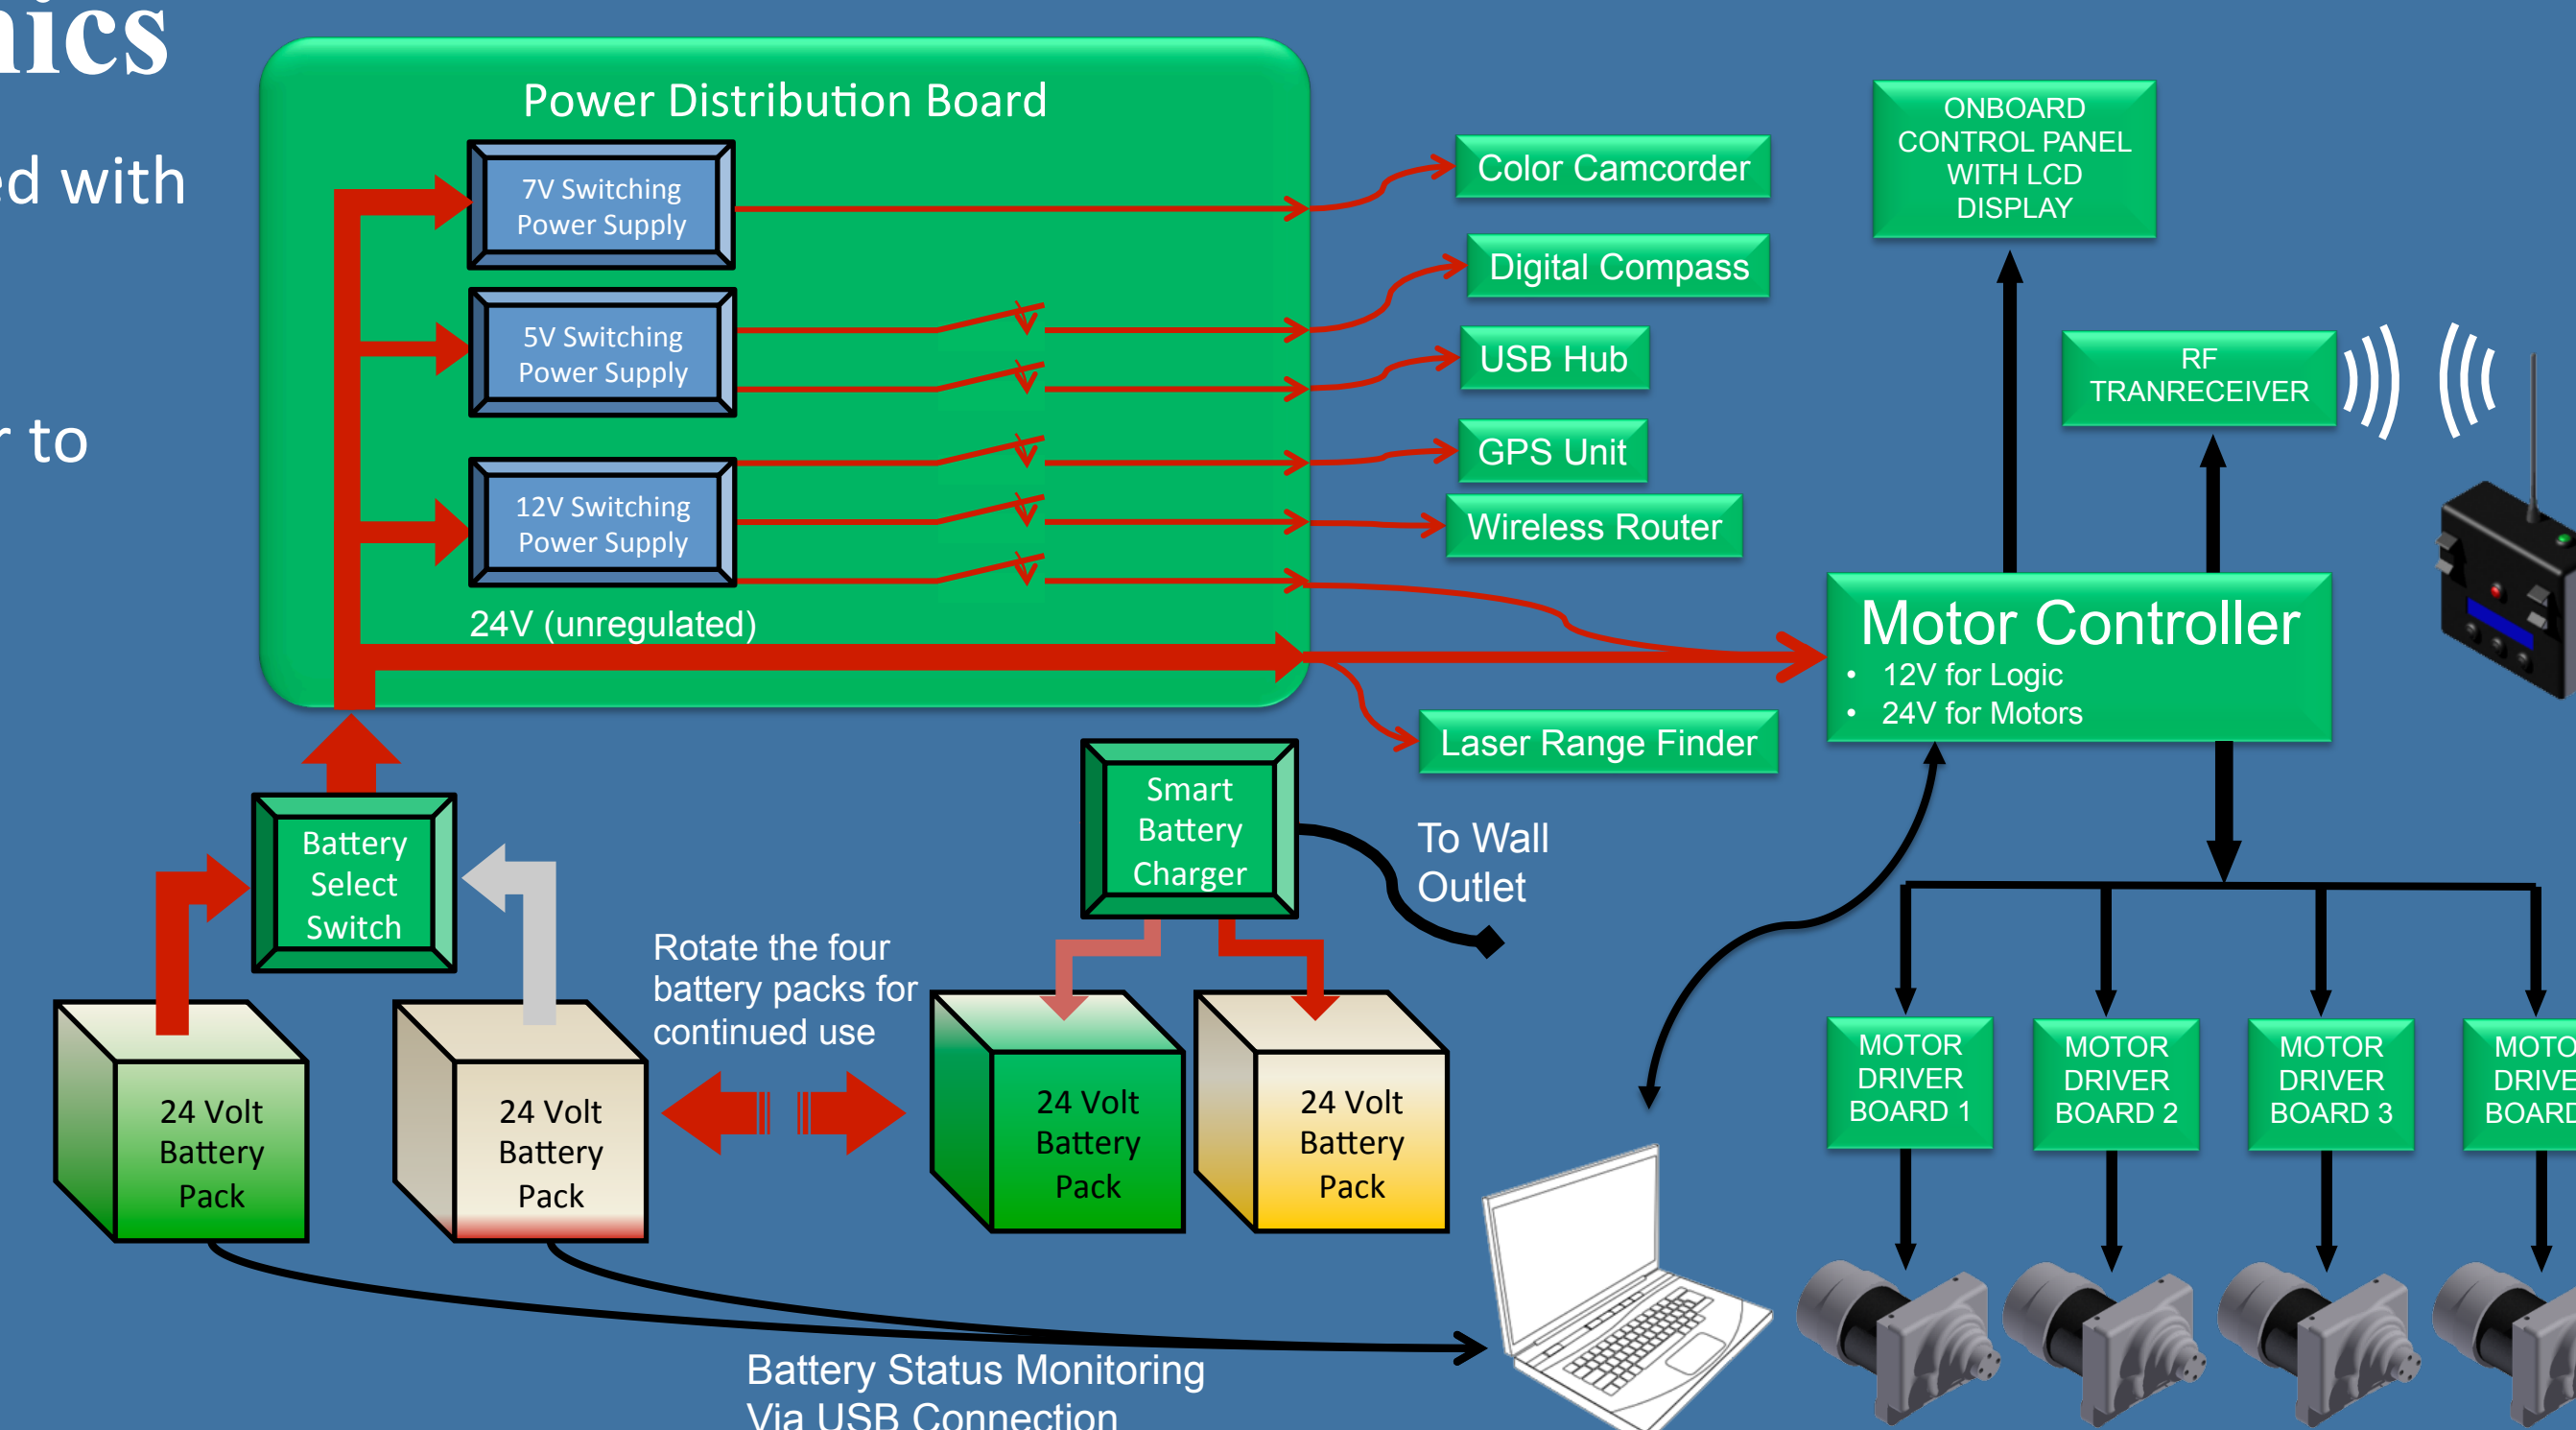 nics
ed with
r to
Power Distribution Board
7V Switching
Power Supply
5V Switching
Power Supply
12V Switching
Power Supply
24V (unregulated)
Color Camcorder
Digital Compass
USB Hub
GPS Unit
Wireless Router
Laser Range Finder
ONBOARD
CONTROL PANEL
WITH LCD
DISPLAY
RF
TRANRECEIVER
Motor Controller
• 12V for Logic
• 24V for Motors
Battery
Select
Switch
Smart
Battery
Charger
To Wall
Outlet
Rotate the four
battery packs for
continued use
24 Volt
Battery
Pack
24 Volt
Battery
Pack
24 Volt
Battery
Pack
24 Volt
Battery
Pack
MOTOR
DRIVER
BOARD 1
MOTOR
DRIVER
BOARD 2
MOTOR
DRIVER
BOARD 3
MOTO
DRIVE
BOARD
Battery Status Monitoring
Via USB Connection